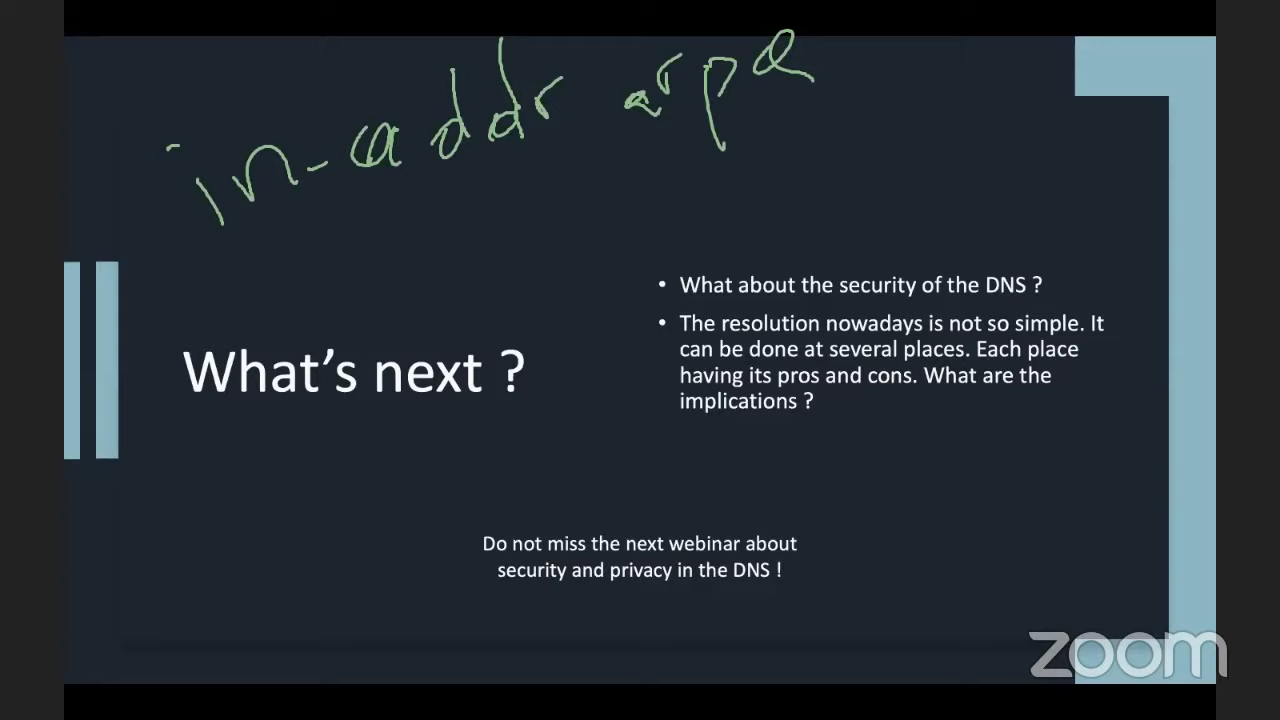 in-addr arpa
What's next ?
• What about the security of the DNS ?
• The resolution nowadays is not so simple. It
can be done at several places. Each place
having its pros and cons. What are the
implications ?
Do not miss the next webinar about
security and privacy in the DNS !
zoom